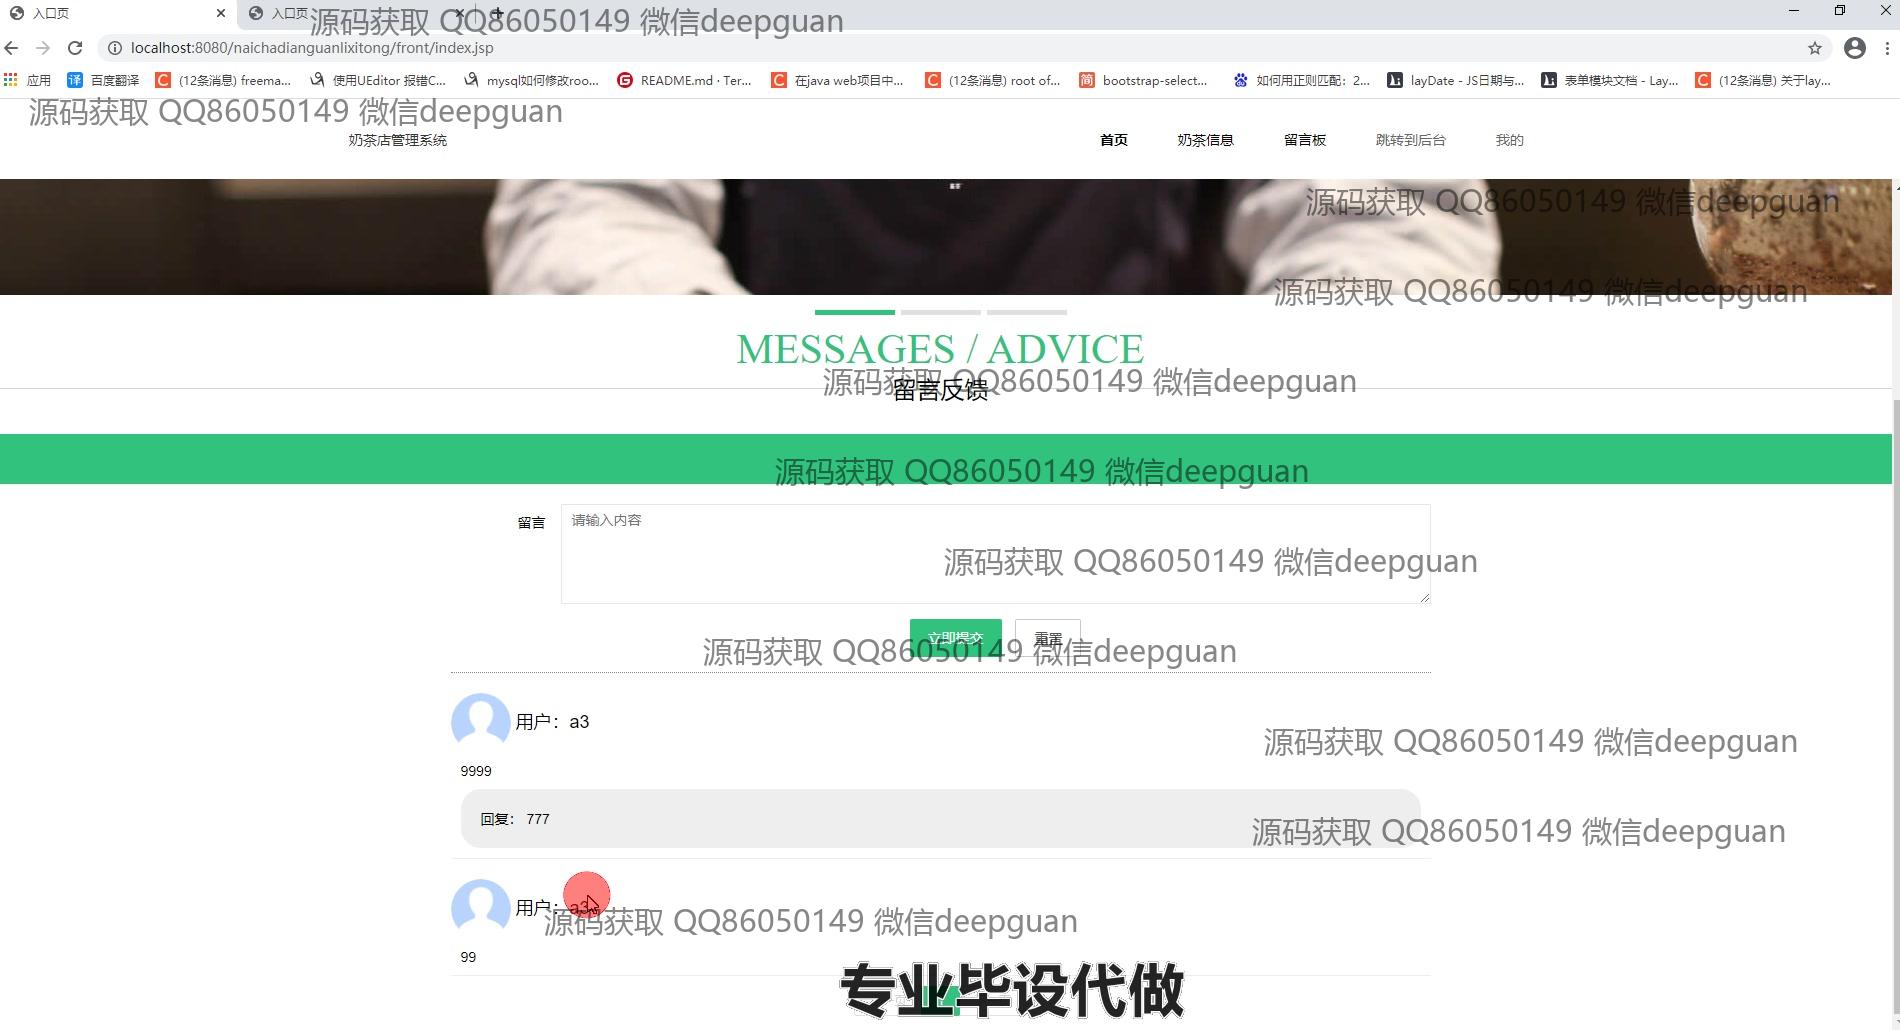 入口页
入口页
源码获取 QQ86050149 微信deepguan
localhost:8080/naichadianguanlixitong/front/index.jsp
应用
百度翻译
(12条消息) freema...
使用UEditor 报错C...
mysql如何修改roo...
README.md · Ter...
在java web项目中...
(12条消息) root of...
bootstrap-select...
如何用正则匹配：2...
layDate - JS日期与...
表单模块文档 - Lay...
(12条消息) 关于lay...
源码获取 QQ86050149 微信deepguan
奶茶店管理系统
首页
奶茶信息
留言板
跳转到后台
我的
源码获取 QQ86050149 微信deepguan
源码获取 QQ86050149 微信deepguan
MESSAGES / ADVICE
源码获取 QQ86050149 微信deepguan
留言反馈
源码获取 QQ86050149 微信deepguan
留言
请输入内容
源码获取 QQ86050149 微信deepguan
立即提交
重置
源码获取 QQ86050149 微信deepguan
用户：a3
源码获取 QQ86050149 微信deepguan
9999
回复： 777
源码获取 QQ86050149 微信deepguan
用户：a3
源码获取 QQ86050149 微信deepguan
99
专业毕设代做